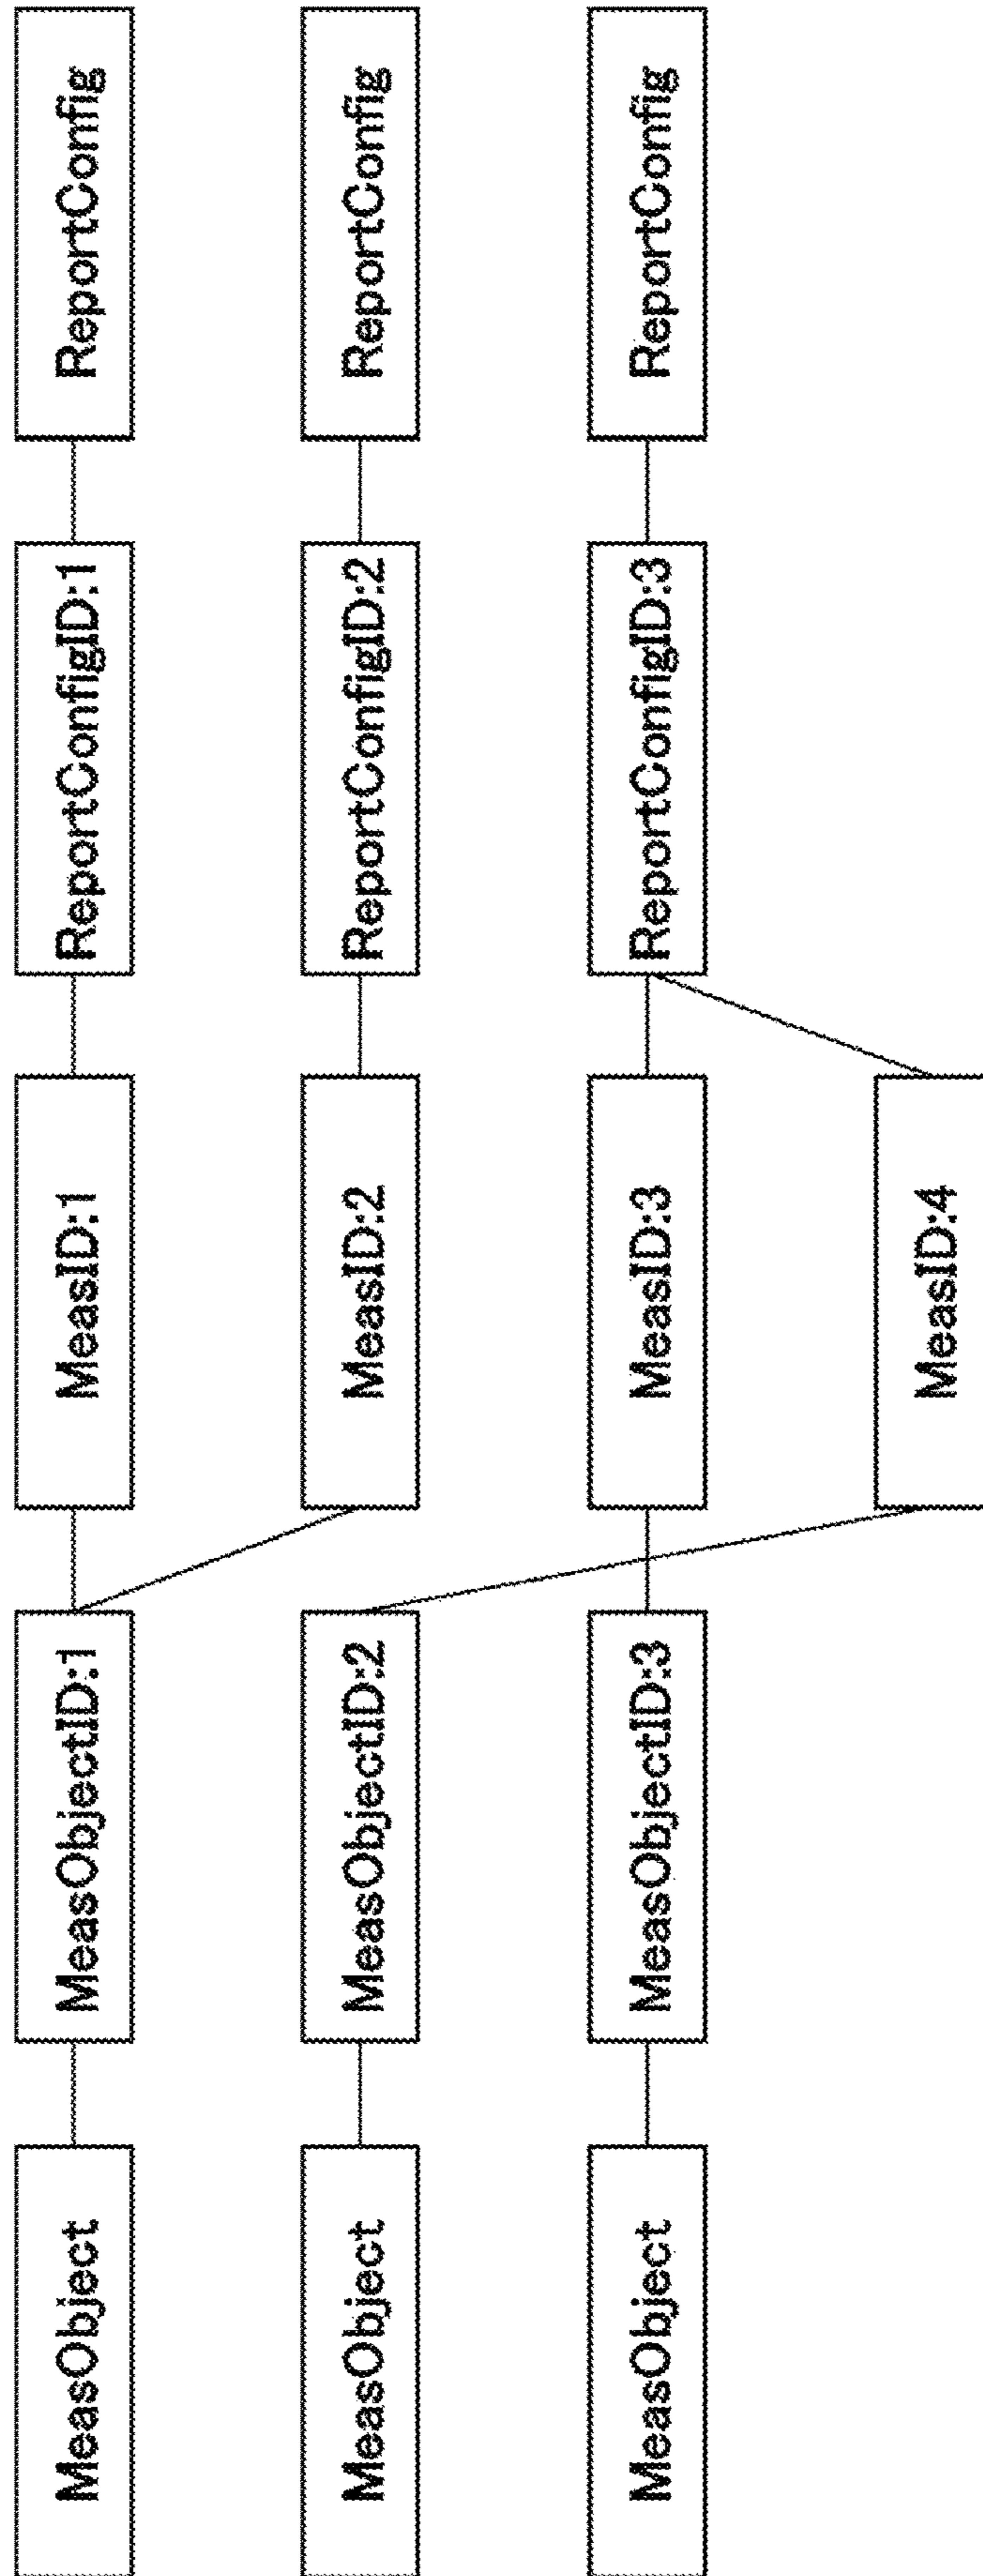 MeasObject
MeasObjectID:1
MeasID:1
ReportConfigID:1
ReportConfig
MeasObject
MeasObjectID:2
MeasID:2
ReportConfigID:2
ReportConfig
MeasObject
MeasObjectID:3
MeasID:3
ReportConfigID:3
ReportConfig
MeasID:4